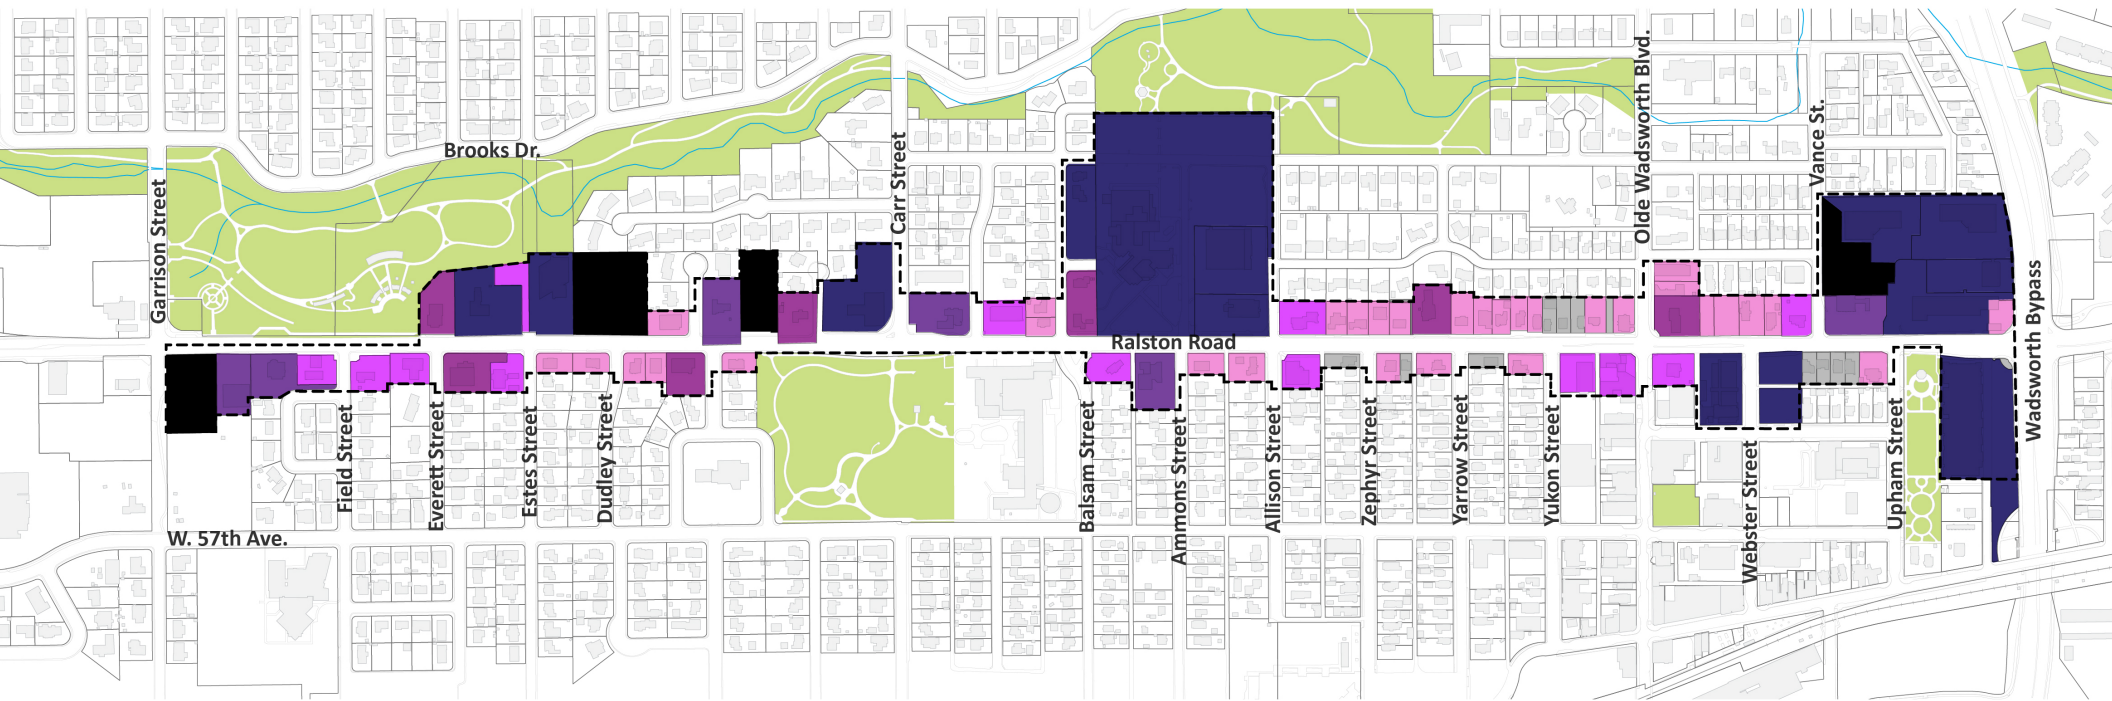 Brooks Dr.
Garrison Street
Carr Street
Olde Wadsworth Blvd.
Vance St.
Wadsworth Bypass
Ralston Road
Field Street
Everett Street
Estes Street
Dudley Street
Balsam Street
Ammons Street
Allison Street
Zephyr Street
Yarrow Street
Yukon Street
Webster Street
Upham Street
W. 57th Ave.